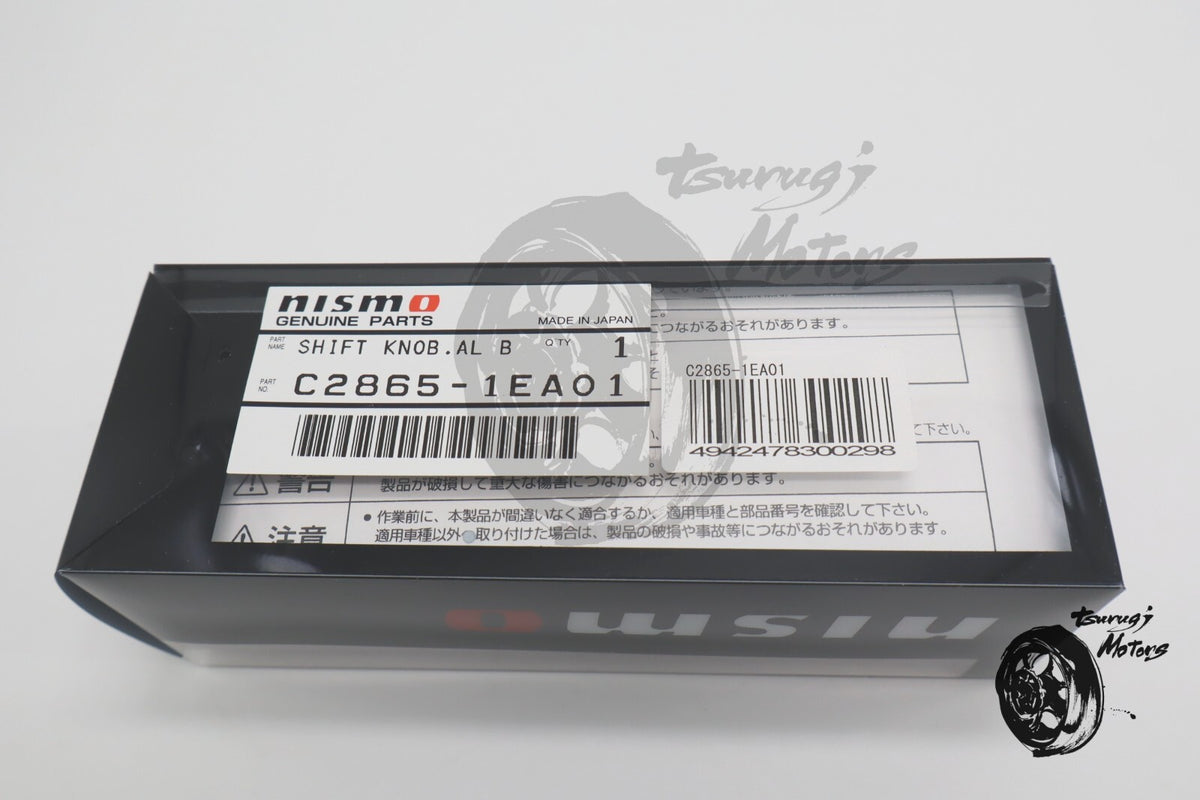 tsurugi
Motors
nismo
GENUINE PARTS
MADE IN JAPAN
PART NAME
SHIFT KNOB.AL B
Q'TY
1
PART NO.
C2865-1EA01
につながるおそれがあります。
C2865-1EA01
4942478300298
て下さい。
警告
製品が破損して重大な傷害につながるおそれがあります。
注意
● 作業前に、本製品が間違いなく適合するか、適用車種と部品番号を確認して下さい。
適用車種以外 取り付けた場合は、製品の破損や事故等につながるおそれがあります。
nismo
tsurugi
Motors